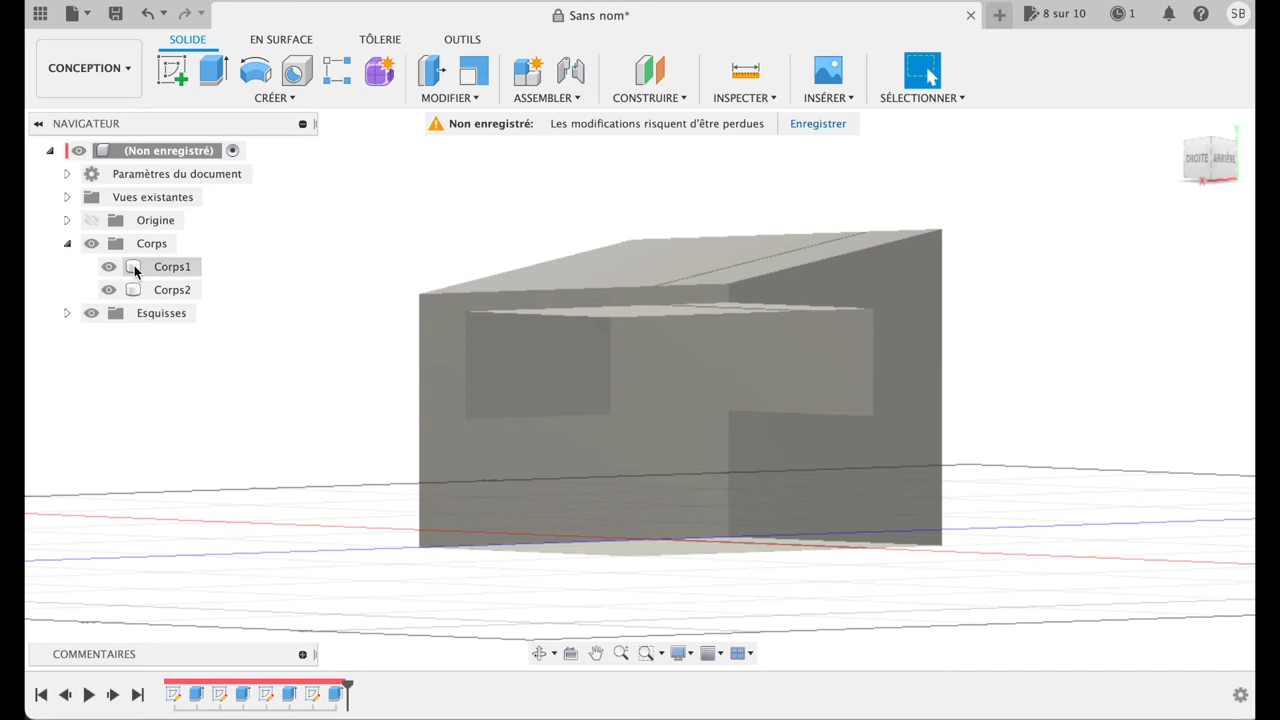 Sans nom*
8 sur 10
1
SB
CONCEPTION
SOLIDE
EN SURFACE
TÔLERIE
OUTILS
CRÉER
MODIFIER
ASSEMBLER
CONSTRUIRE
INSPECTER
INSÉRER
SÉLECTIONNER
NAVIGATEUR
Non enregistré: Les modifications risquent d'être perdues Enregistrer
(Non enregistré)
Paramètres du document
Vues existantes
Origine
Corps
Corps1
Corps2
Esquisses
DROITE
ARRIÈRE
X
COMMENTAIRES